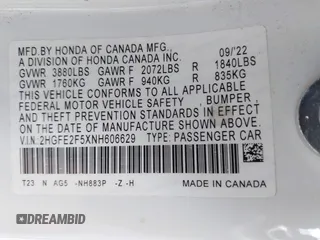 MFD. BY HONDA OF CANADA MFG.,
A DIVISION OF HONDA CANADA INC. 09/'22
GVWR 3880LBS GAWR F 2072LBS R 1840LBS
GVWR 1760KG GAWR F 940KG R 835KG
THIS VEHICLE CONFORMS TO ALL APPLICABLE
FEDERAL MOTOR VEHICLE SAFETY, BUMPER,
AND THEFT PREVENTION STANDARDS IN EFFECT ON THE
DATE OF MANUFACTURE SHOWN ABOVE.
V.I.N. 2HGFE2F5XNH606629 TYPE: PASSENGER CAR
T23 N AG5 -NH883P -Z -H
MADE IN CANADA
DREAMBID